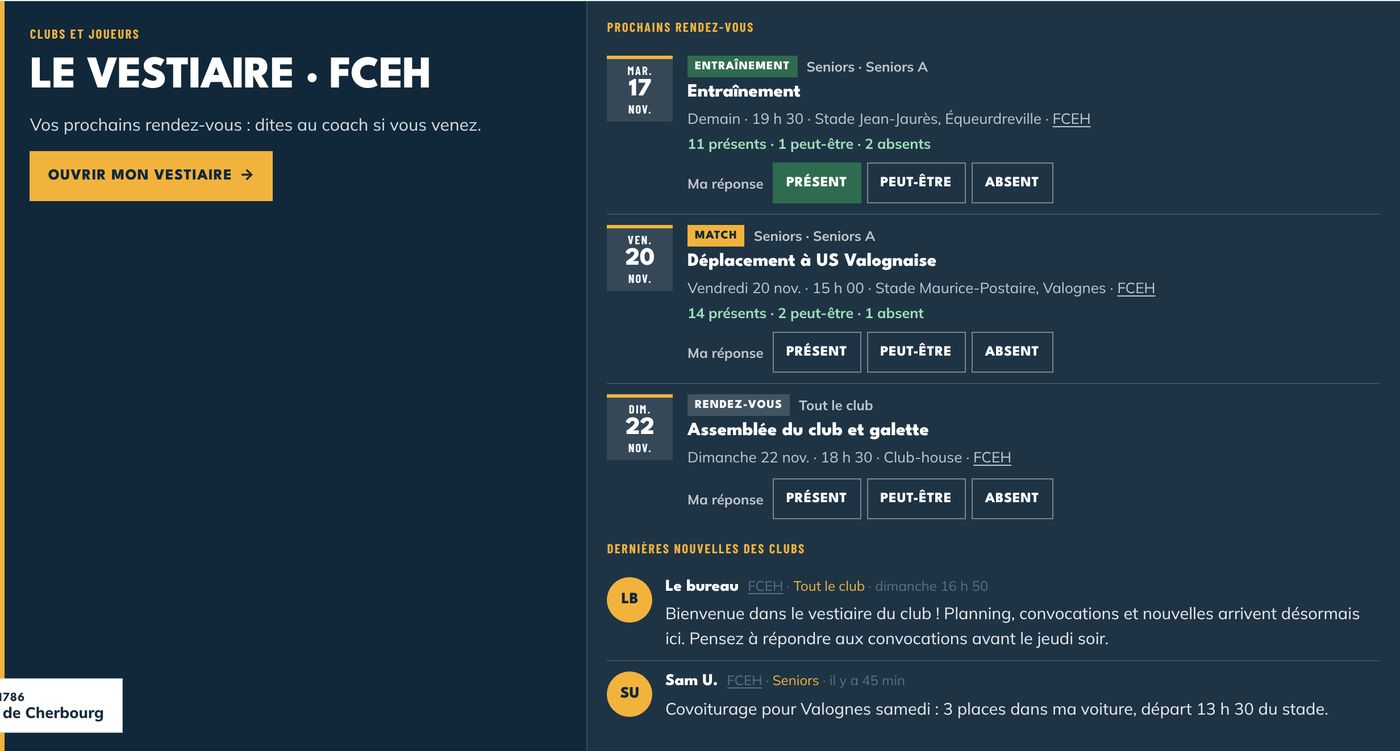 CLUBS ET JOUEURS
LE VESTIAIRE · FCEH
Vos prochains rendez-vous : dites au coach si vous venez.
OUVRIR MON VESTIAIRE →
1786
de Cherbourg
PROCHAINS RENDEZ-VOUS
MAR.
17
NOV.
ENTRAÎNEMENT Seniors · Seniors A
Entraînement
Demain · 19 h 30 · Stade Jean-Jaurès, Équeurdreville · FCEH
11 présents · 1 peut-être · 2 absents
Ma réponse PRÉSENT PEUT-ÊTRE ABSENT
VEN.
20
NOV.
MATCH Seniors · Seniors A
Déplacement à US Valognaise
Vendredi 20 nov. · 15 h 00 · Stade Maurice-Postaire, Valognes · FCEH
14 présents · 2 peut-être · 1 absent
Ma réponse PRÉSENT PEUT-ÊTRE ABSENT
DIM.
22
NOV.
RENDEZ-VOUS Tout le club
Assemblée du club et galette
Dimanche 22 nov. · 18 h 30 · Club-house · FCEH
Ma réponse PRÉSENT PEUT-ÊTRE ABSENT
DERNIÈRES NOUVELLES DES CLUBS
LB
Le bureau FCEH · Tout le club · dimanche 16 h 50
Bienvenue dans le vestiaire du club ! Planning, convocations et nouvelles arrivent désormais
ici. Pensez à répondre aux convocations avant le jeudi soir.
SU
Sam U. FCEH · Seniors · il y a 45 min
Covoiturage pour Valognes samedi : 3 places dans ma voiture, départ 13 h 30 du stade.